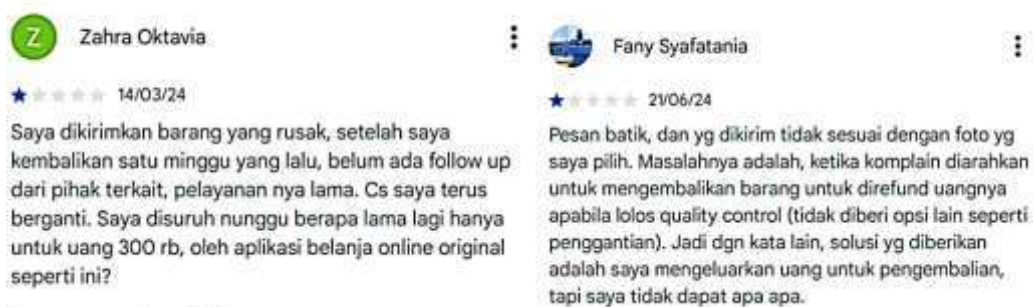 Z
Zahra Oktavia
14/03/24
Saya dikirimkan barang yang rusak, setelah saya
kembalikan satu minggu yang lalu, belum ada follow up
dari pihak terkait, pelayanan nya lama. Cs saya terus
berganti. Saya disuruh nunggu berapa lama lagi hanya
untuk uang 300 rb, oleh aplikasi belanja online original
seperti ini?
Fany Syafatania
21/06/24
Pesan batik, dan yg dikirim tidak sesuai dengan foto yg
saya pilih. Masalahnya adalah, ketika komplain diarahkan
untuk mengembalikan barang untuk direfund uangnya
apabila lolos quality control (tidak diberi opsi lain seperti
penggantian). Jadi dgn kata lain, solusi yg diberikan
adalah saya mengeluarkan uang untuk pengembalian,
tapi saya tidak dapat apa apa.